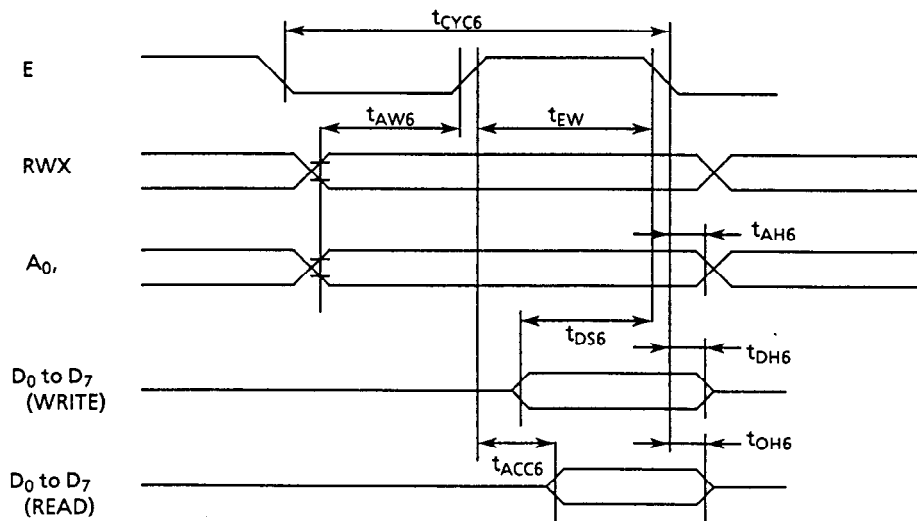 tCYC6
E
tAW6
tEW
RWX
tAH6
A0,
tDS6
tDH6
D0 to D7
(WRITE)
tOH6
tACC6
D0 to D7
(READ)